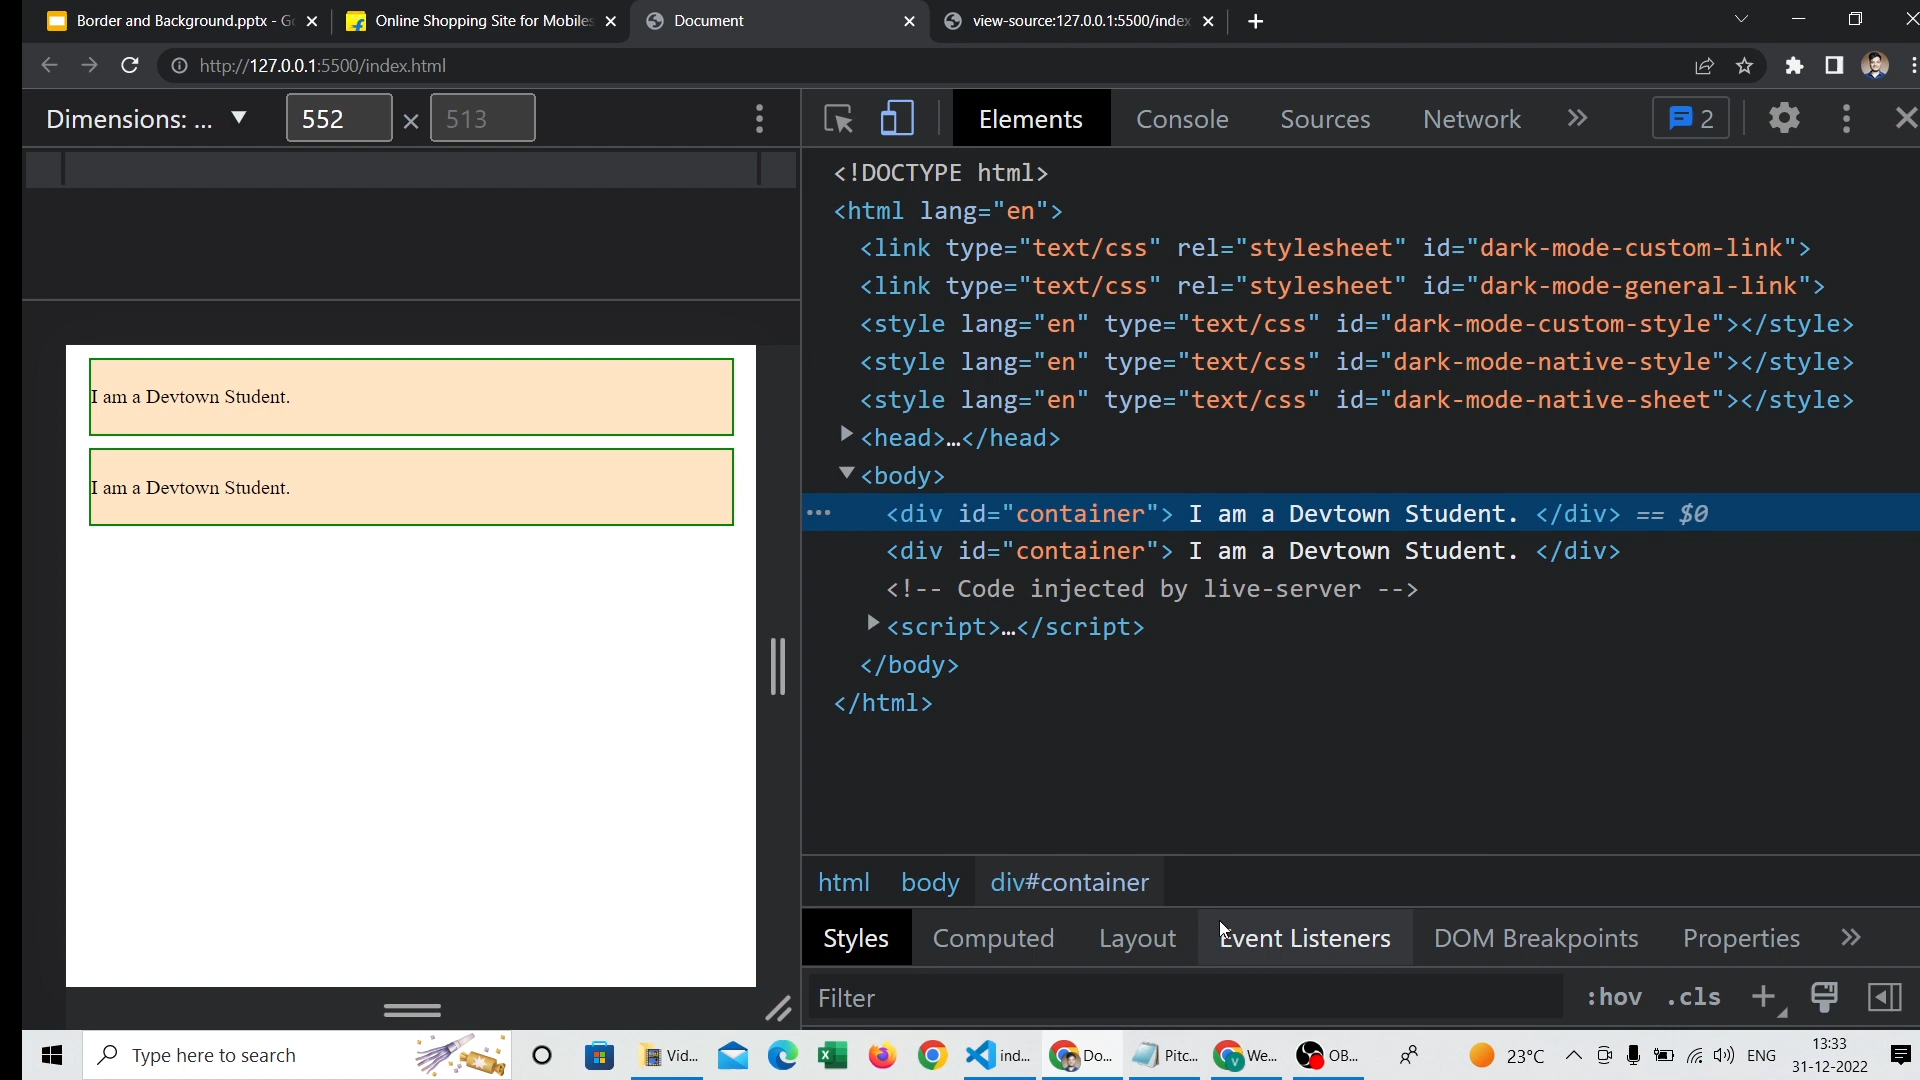 Border and Background.pptx - Go
Online Shopping Site for Mobiles
Document
view-source:127.0.0.1:5500/index
http://127.0.0.1:5500/index.html
Dimensions: ... ▼ 552 × 513
Elements Console Sources Network » 2
<!DOCTYPE html>
<html lang="en">
<link type="text/css" rel="stylesheet" id="dark-mode-custom-link">
<link type="text/css" rel="stylesheet" id="dark-mode-general-link">
<style lang="en" type="text/css" id="dark-mode-custom-style"></style>
<style lang="en" type="text/css" id="dark-mode-native-style"></style>
<style lang="en" type="text/css" id="dark-mode-native-sheet"></style>
<head>…</head>
<body>
<div id="container"> I am a Devtown Student. </div> == $0
<div id="container"> I am a Devtown Student. </div>
<!-- Code injected by live-server -->
<script>…</script>
</body>
</html>
I am a Devtown Student.
I am a Devtown Student.
html body div#container
Styles Computed Layout Event Listeners DOM Breakpoints Properties »
Filter :hov .cls
Type here to search
Vid...
ind...
Do...
Pitc...
We...
OB...
23°C
ENG
13:33
31-12-2022